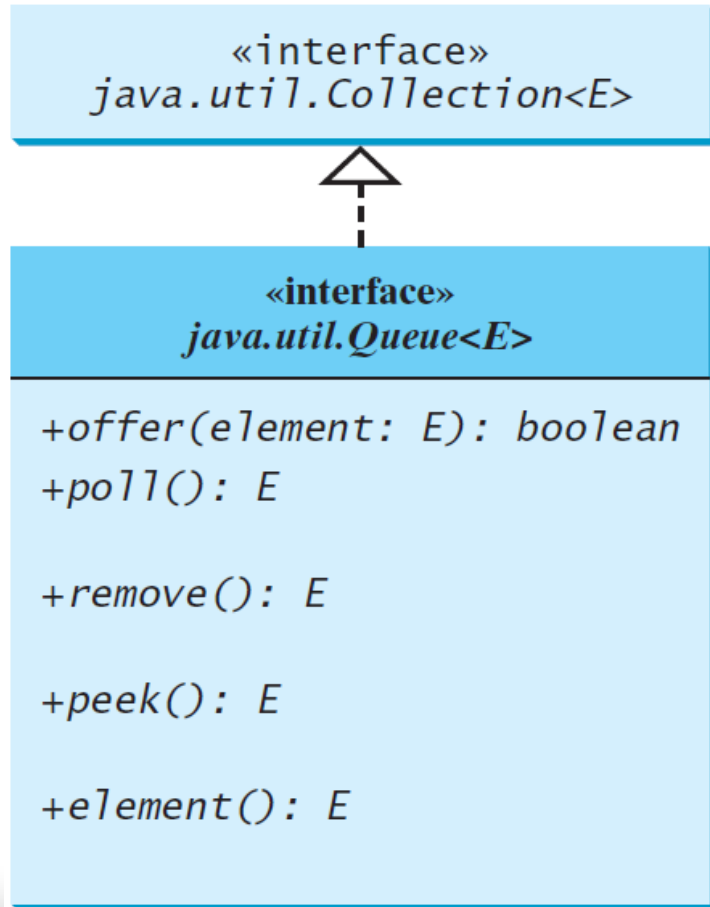 «interface»
java.util.Collection<E>
«interface»
java.util.Queue<E>
+offer(element: E): boolean
+poll(): E
+remove(): E
+peek(): E
+element(): E